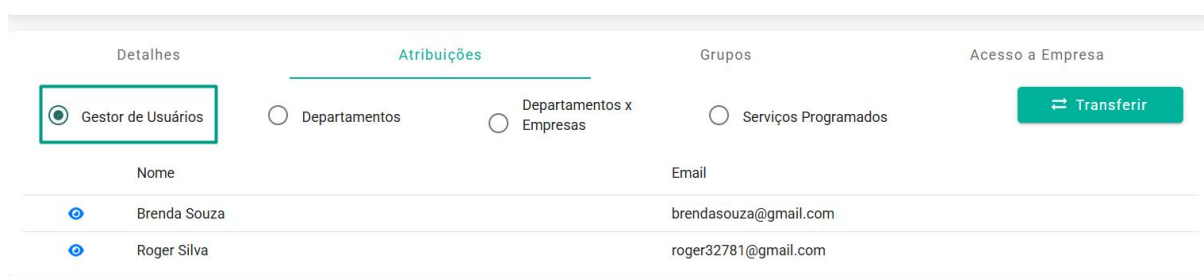 Detalhes Atribuições Grupos Acesso a Empresa
Gestor de Usuários Departamentos Departamentos x Empresas Serviços Programados Transferir
Nome Email
Brenda Souza brendasouza@gmail.com
Roger Silva roger32781@gmail.com